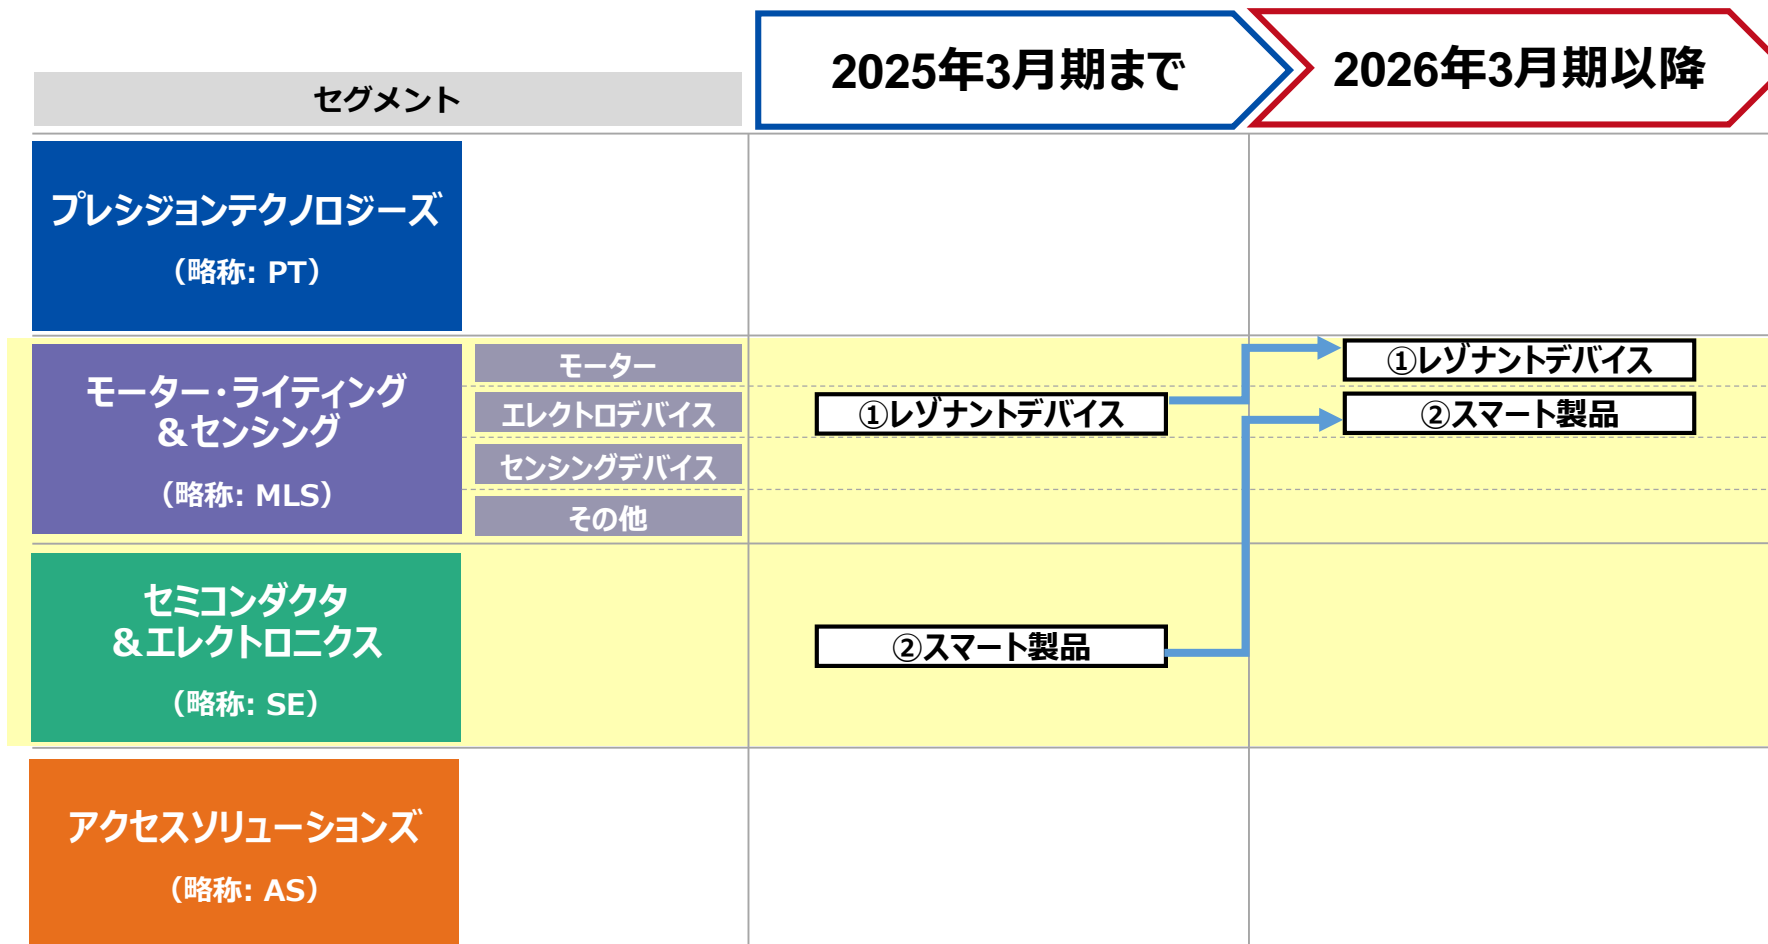 セグメント
2025年3月期まで
2026年3月期以降
プレシジョンテクノロジーズ
（略称: PT）
モーター・ライティング
＆センシング
（略称: MLS）
モーター
エレクトロデバイス
センシングデバイス
その他
①レゾナントデバイス
①レゾナントデバイス
②スマート製品
セミコンダクタ
＆エレクトロニクス
（略称: SE）
②スマート製品
アクセスソリューションズ
（略称: AS）